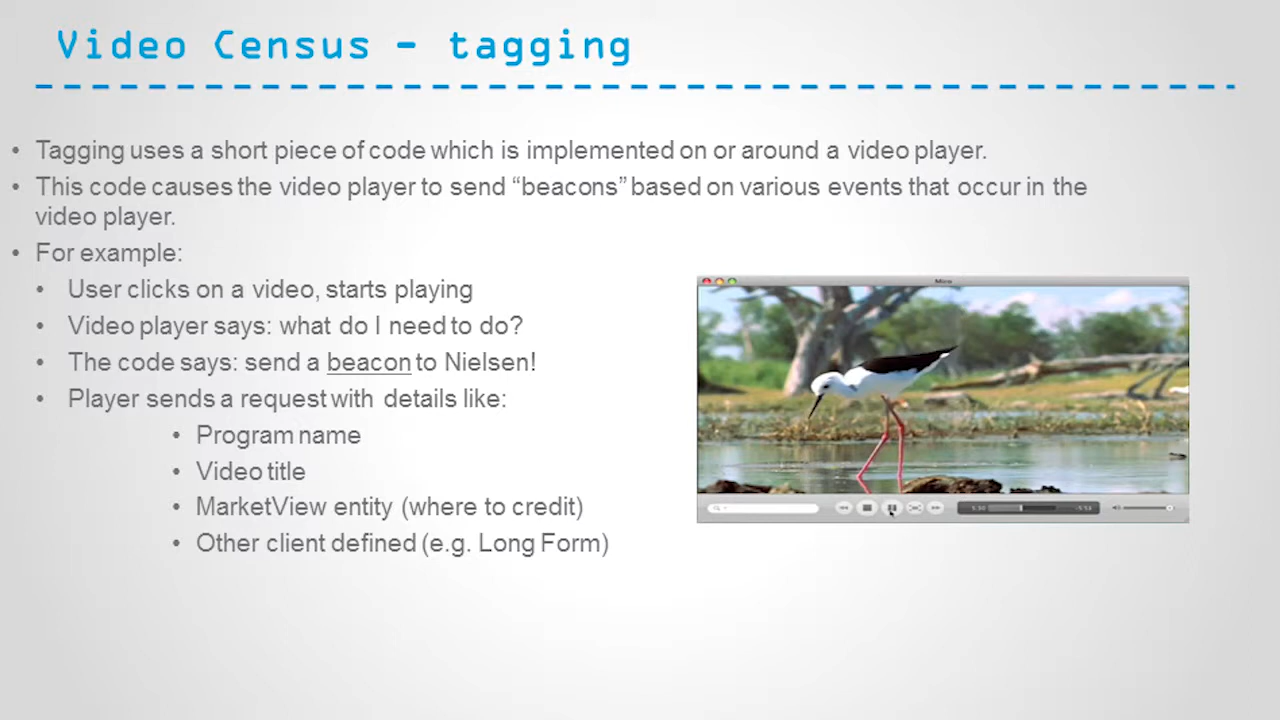 Video Census - tagging
• Tagging uses a short piece of code which is implemented on or around a video player.
• This code causes the video player to send “beacons” based on various events that occur in the
video player.
• For example:
• User clicks on a video, starts playing
• Video player says: what do I need to do?
• The code says: send a beacon to Nielsen!
• Player sends a request with details like:
• Program name
• Video title
• MarketView entity (where to credit)
• Other client defined (e.g. Long Form)